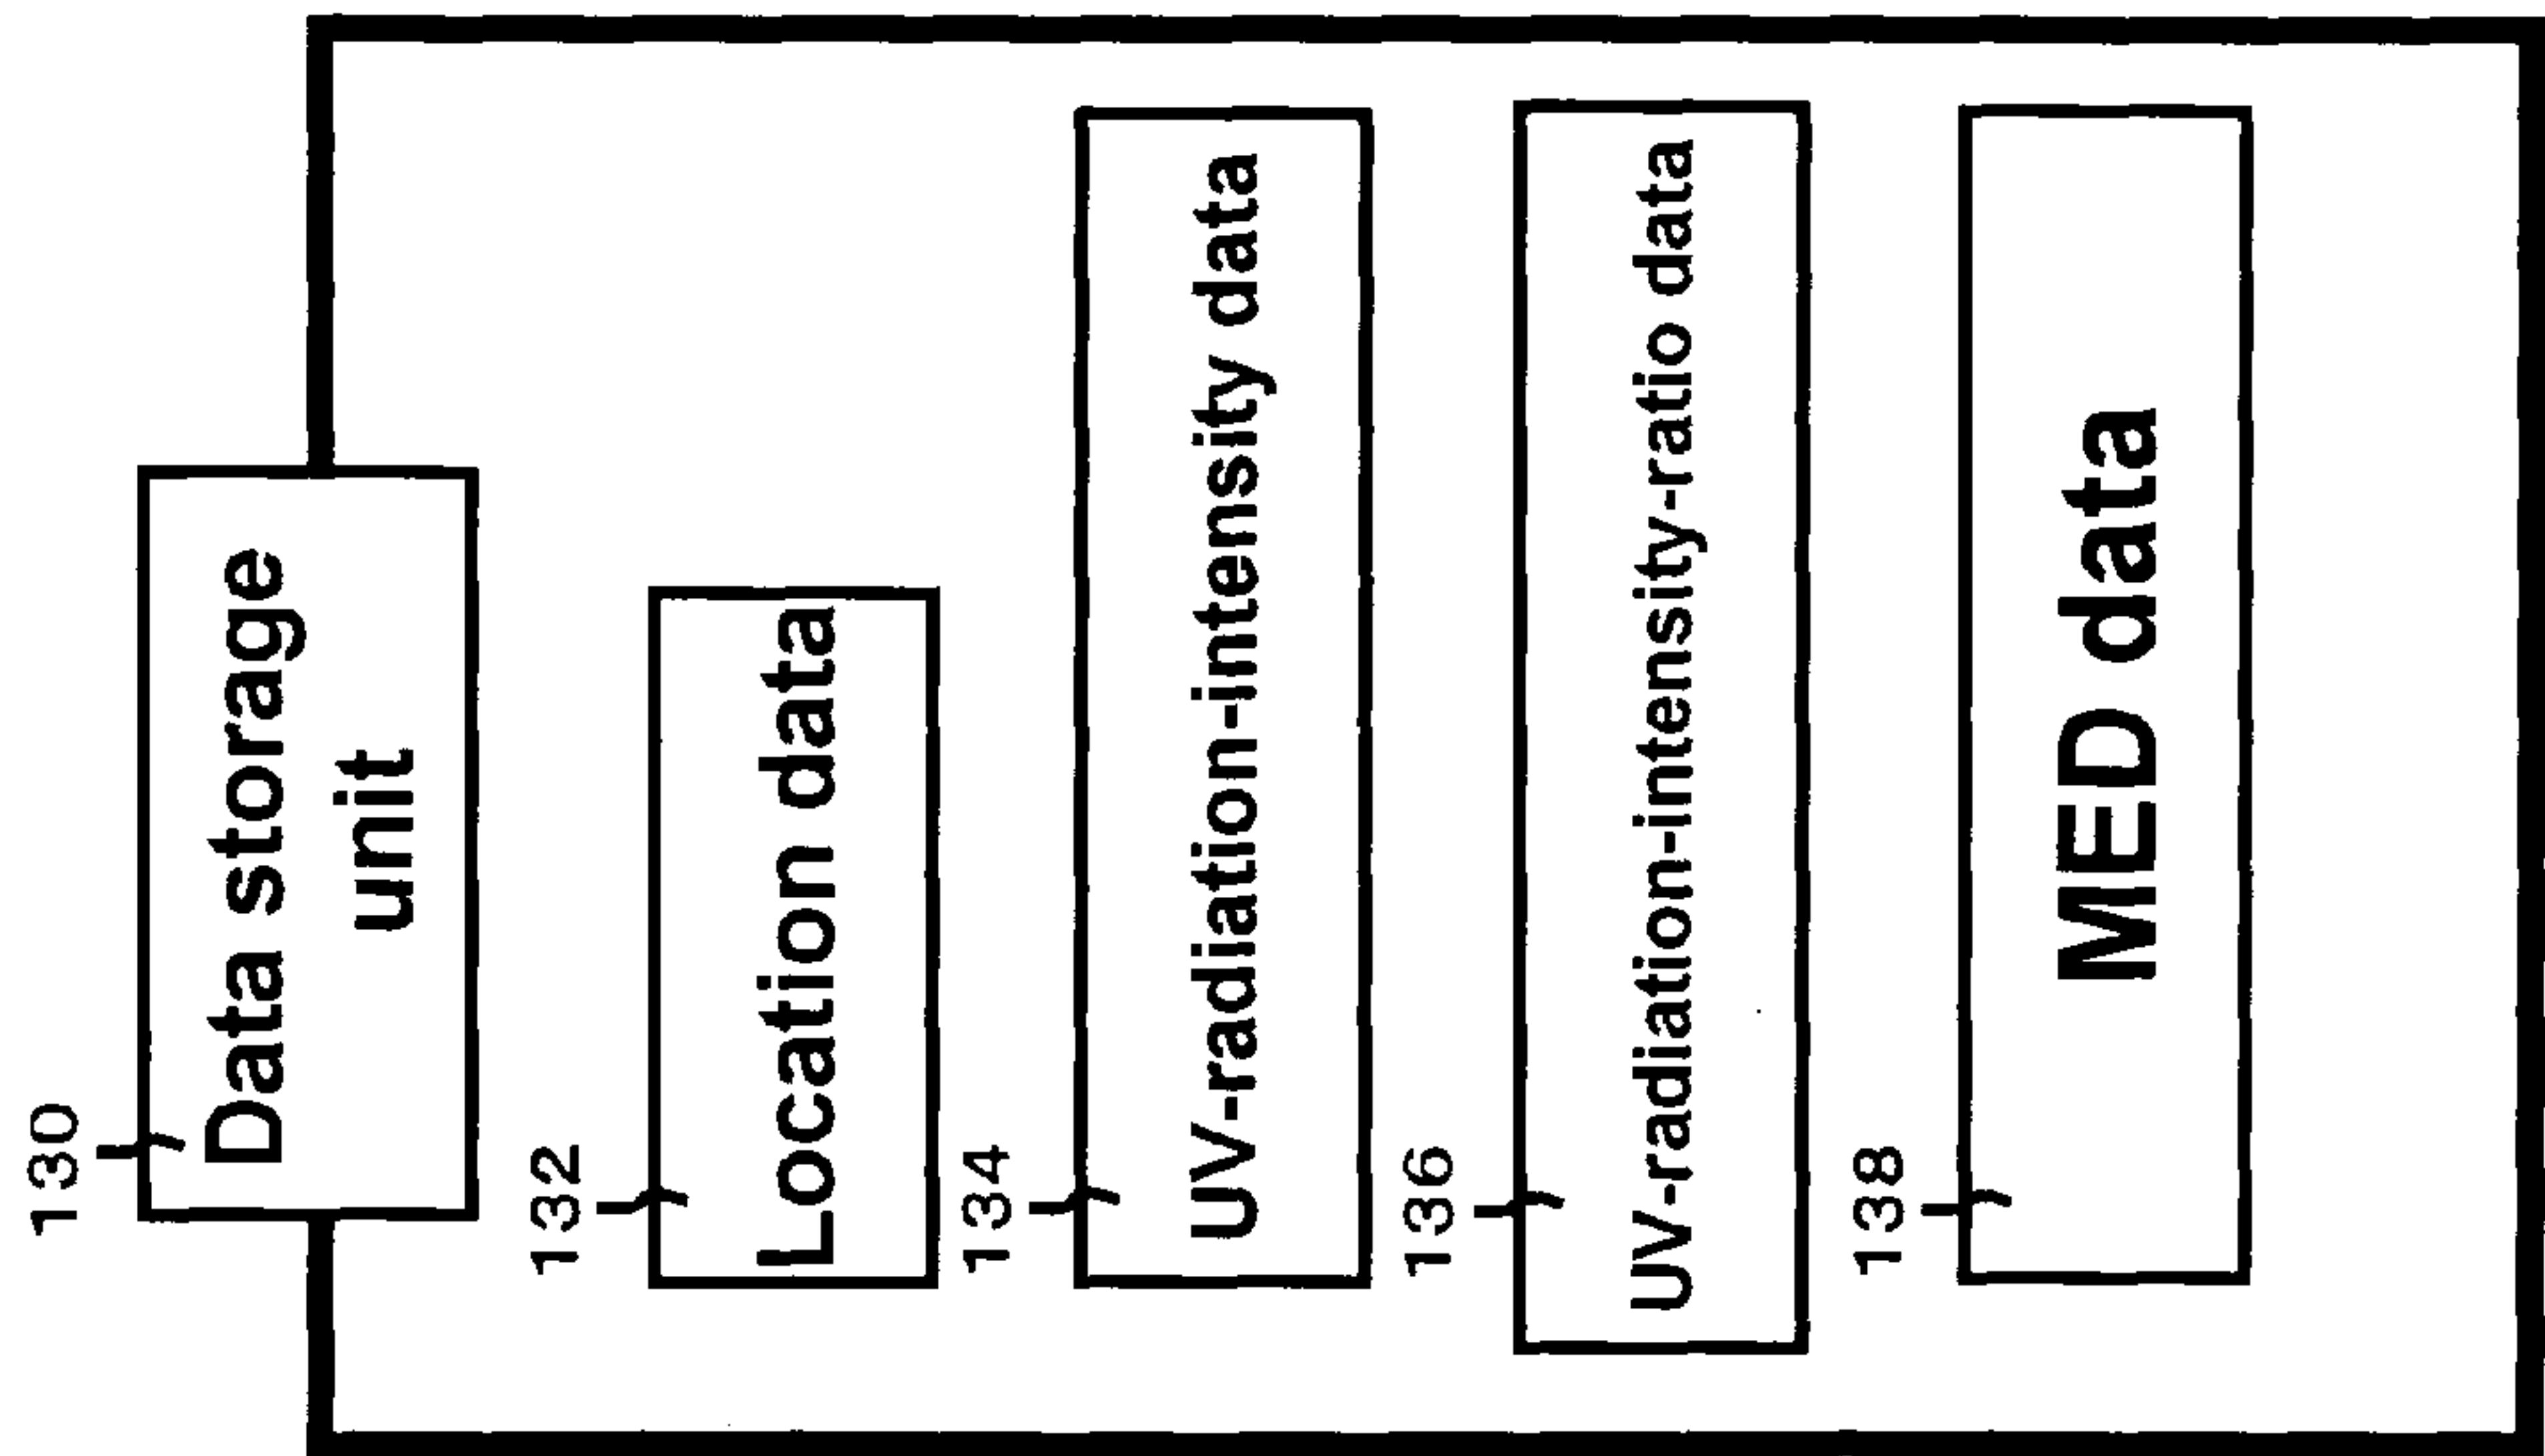 130
Data storage
unit
132
Location data
134
UV-radiation-intensity data
136
UV-radiation-intensity-ratio data
138
MED data